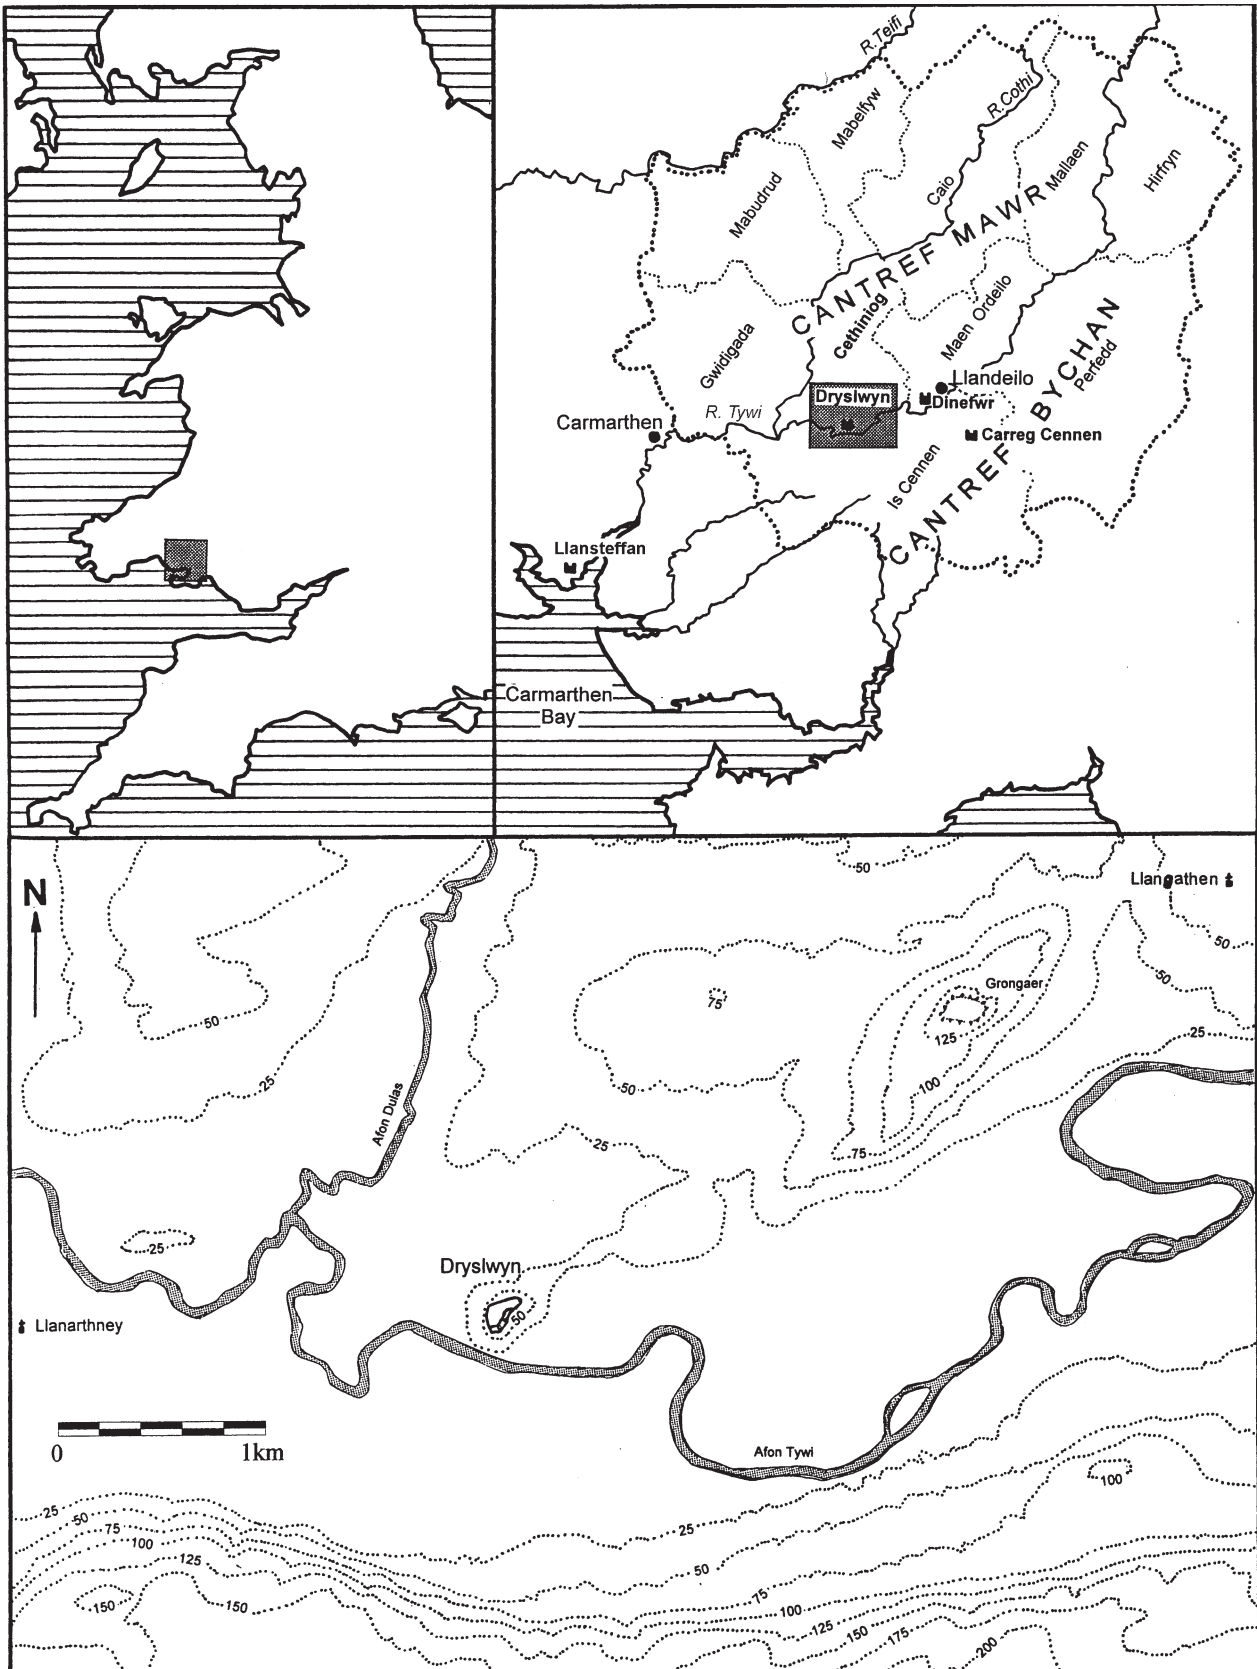 R. Teifi
Mabelfyw
R. Cothi
Mabudrud
Caio
Mallaen
Hirfryn
CANTREF MAWR
Gwidigada
Cethiniog
Maen Ordeilo
CANTREF BYCHAN
Perfedd
Llandeilo
Dinefwr
Dryslwyn
R. Tywi
Carmarthen
Carreg Cennen
Is Cennen
Llansteffan
Carmarthen
Bay
N
50
Llangathen
50
50
75
Grongaer
125
25
50
25
50
100
Afon Dulas
25
75
25
Dryslwyn
50
Llanarthney
0 1km
Afon Tywi
100
25
50
75
100
125
150
150
25
50
75
100
125
150
175
200